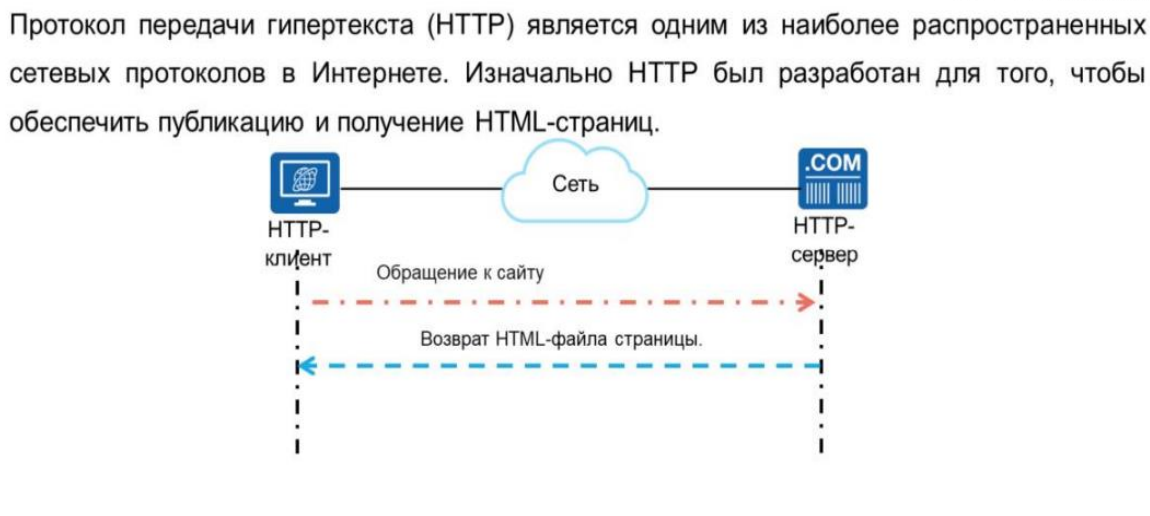 Протокол передачи гипертекста (HTTP) является одним из наиболее распространенных
сетевых протоколов в Интернете. Изначально HTTP был разработан для того, чтобы
обеспечить публикацию и получение HTML-страниц.
.COM
Сеть
HTTP-
клиент
HTTP-
сервер
Обращение к сайту
Возврат HTML-файла страницы.